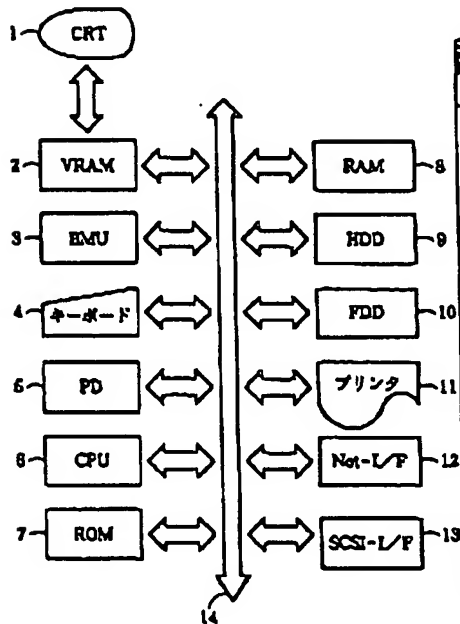 1 CRT
2 VRAM
3 BMU
4 キーボード
5 PD
6 CPU
7 ROM
RAM 8
HDD 9
FDD 10
プリンタ 11
Net-I/F 12
SCSI-I/F 13
14